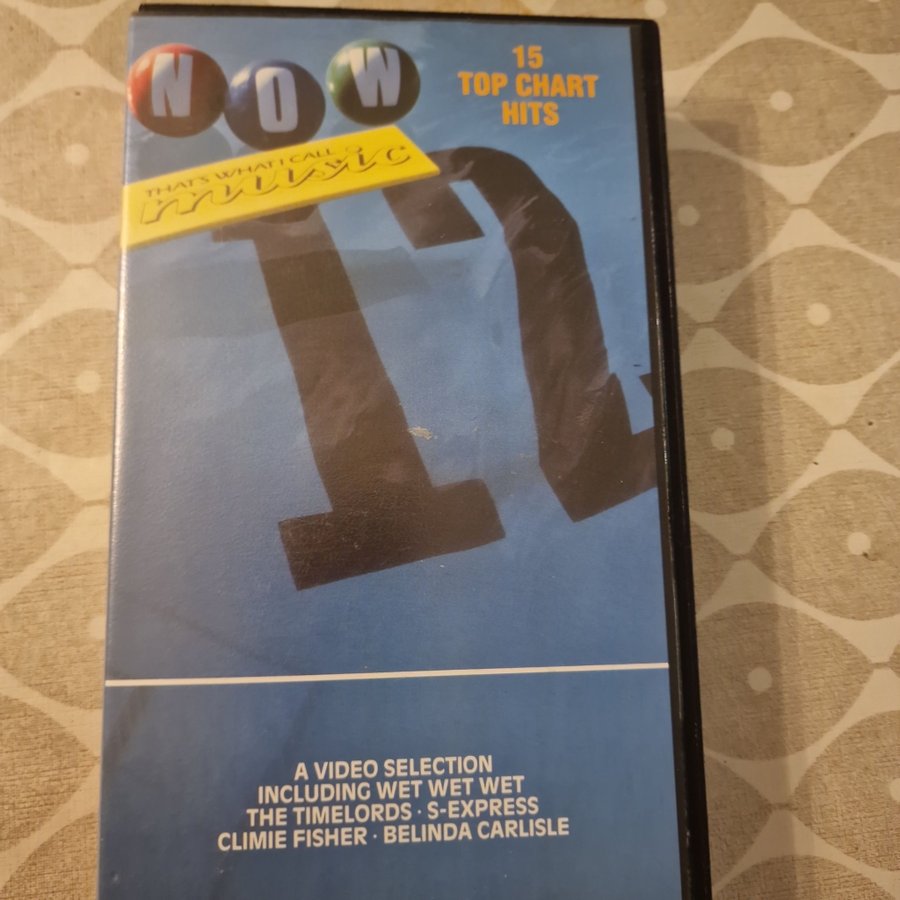 NOW
THAT'S WHAT I CALL
music
12
15
TOP CHART
HITS
A VIDEO SELECTION
INCLUDING WET WET WET
THE TIMELORDS · S-EXPRESS
CLIMIE FISHER · BELINDA CARLISLE